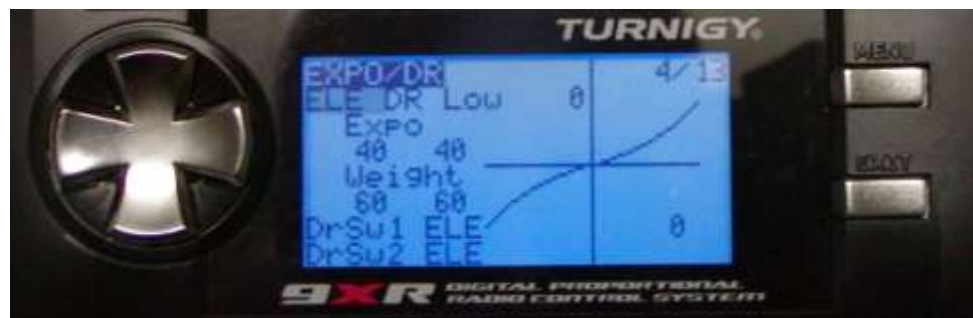 TURNIGY.
MENU
EXPO/DR 4/13
ELE DR Low 0
Expo
40 40
Weight
60 60
EXIT
DrSw1 ELE 0
DrSw2 ELE
9XR DIGITAL PROPORTIONAL
RADIO CONTROL SYSTEM